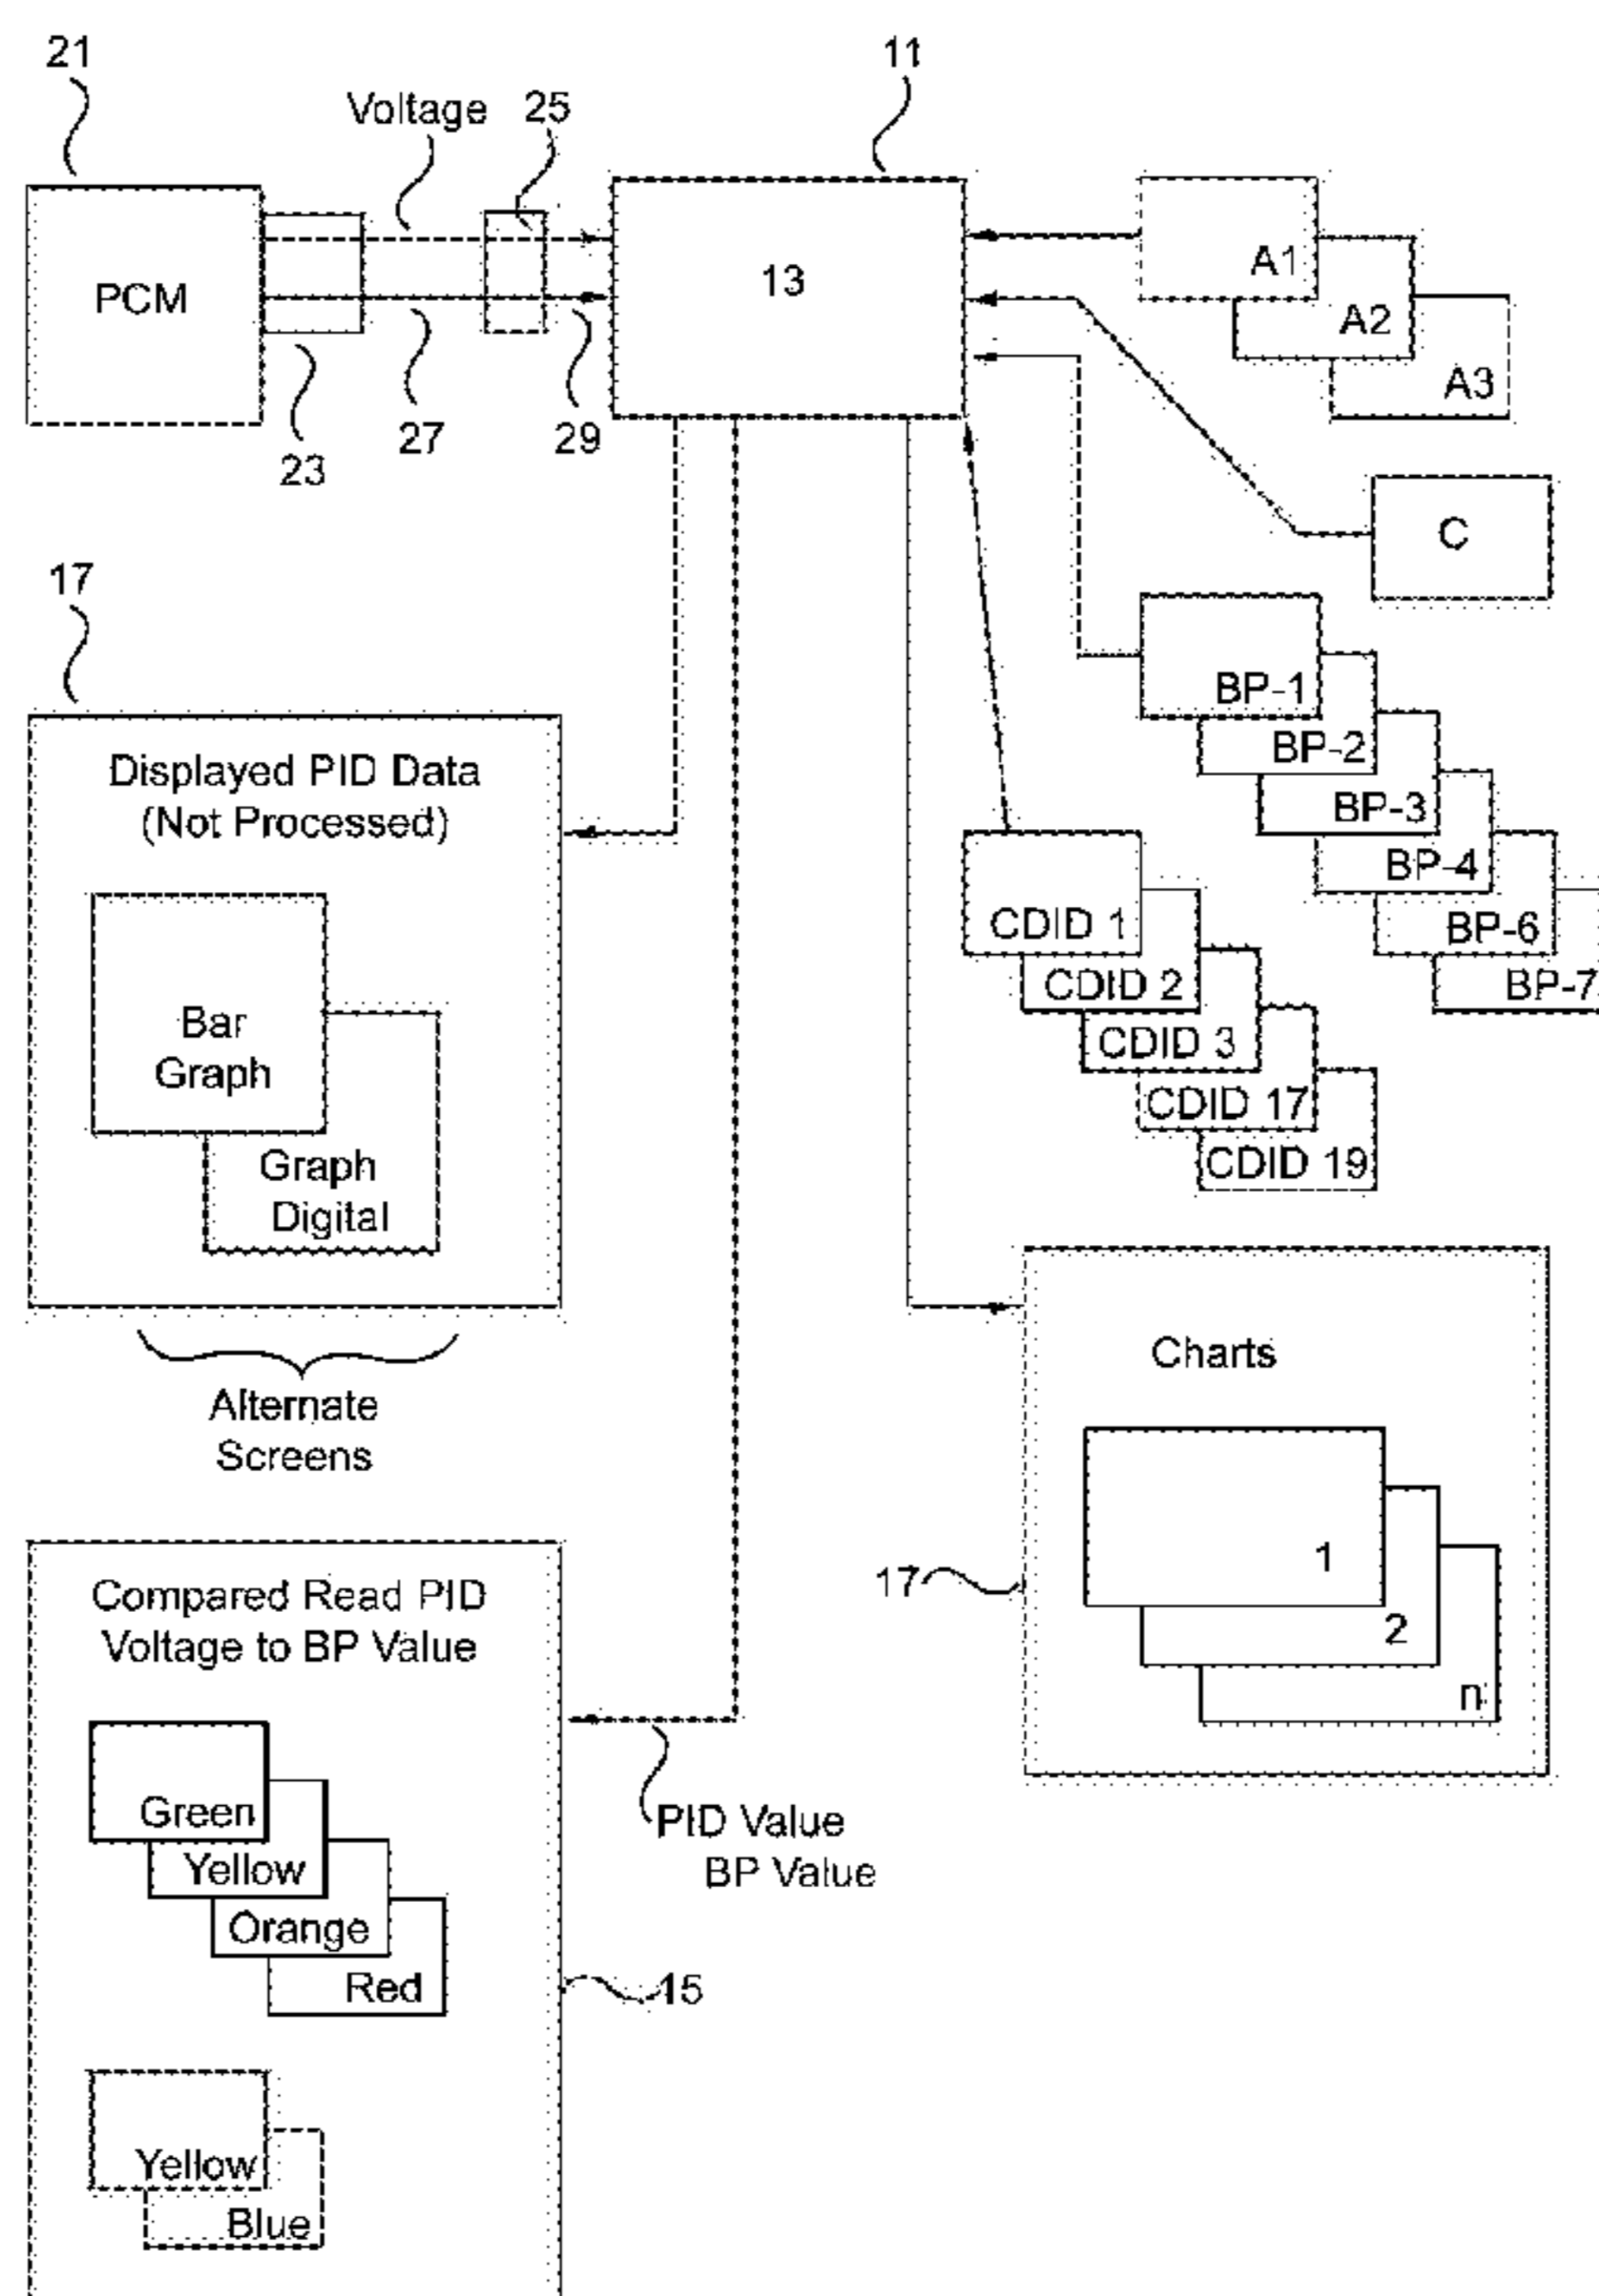 21
11
Voltage 25
PCM
13
A1
A2
A3
23
27
29
C
17
BP-1
BP-2
BP-3
BP-4
BP-6
BP-7
Displayed PID Data
(Not Processed)
Bar
Graph
Graph
Digital
Alternate
Screens
CDID 1
CDID 2
CDID 3
CDID 17
CDID 19
Charts
1
2
n
17
Compared Read PID
Voltage to BP Value
Green
Yellow
Orange
Red
PID Value
BP Value
15
Yellow
Blue